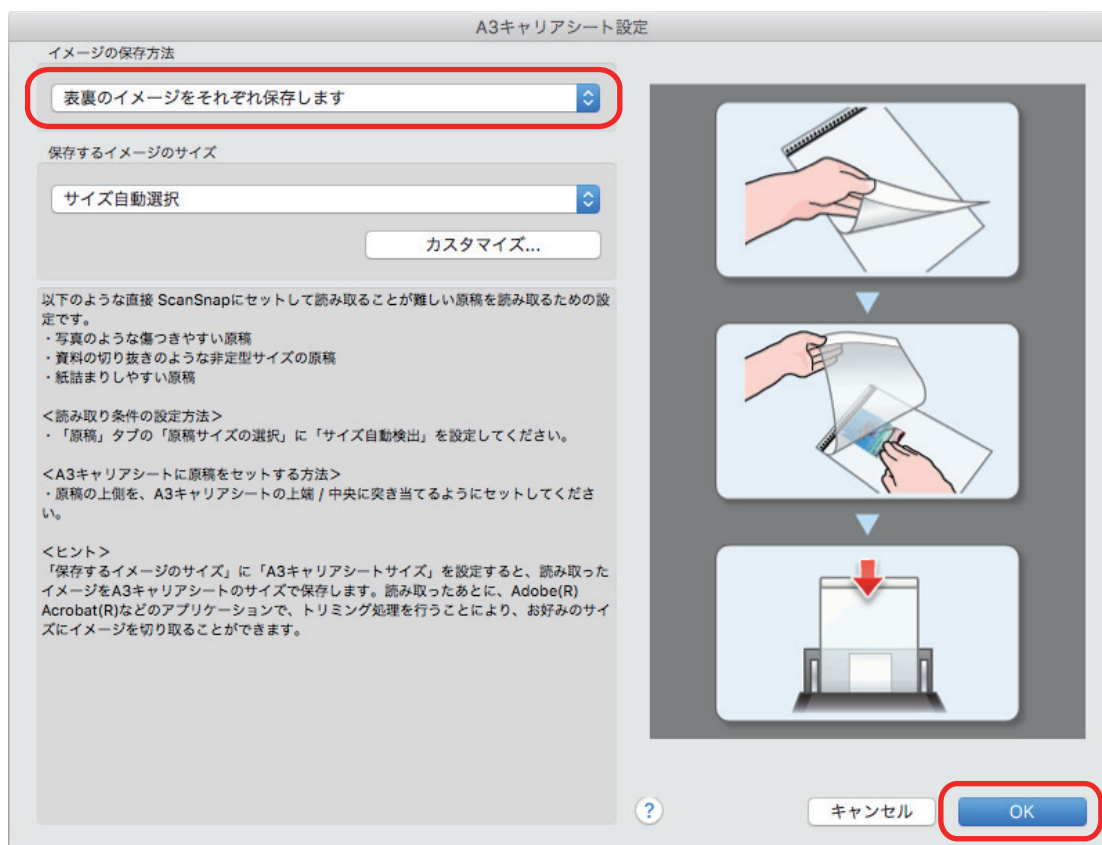 A3キャリアシート設定
イメージの保存方法
表裏のイメージをそれぞれ保存します
保存するイメージのサイズ
サイズ自動選択
カスタマイズ...
以下のような直接 ScanSnapにセットして読み取ることが難しい原稿を読み取るための設
定です。
・写真のような傷つきやすい原稿
・資料の切り抜きのような非定型サイズの原稿
・紙詰まりしやすい原稿
＜読み取り条件の設定方法＞
・「原稿」タブの「原稿サイズの選択」に「サイズ自動検出」を設定してください。
＜A3キャリアシートに原稿をセットする方法＞
・原稿の上側を、A3キャリアシートの上端 / 中央に突き当てるようにセットしてくださ
い。
＜ヒント＞
「保存するイメージのサイズ」に「A3キャリアシートサイズ」を設定すると、読み取った
イメージをA3キャリアシートのサイズで保存します。読み取ったあとに、Adobe(R)
Acrobat(R)などのアプリケーションで、トリミング処理を行うことにより、お好みのサイ
ズにイメージを切り取ることができます。
?
キャンセル
OK